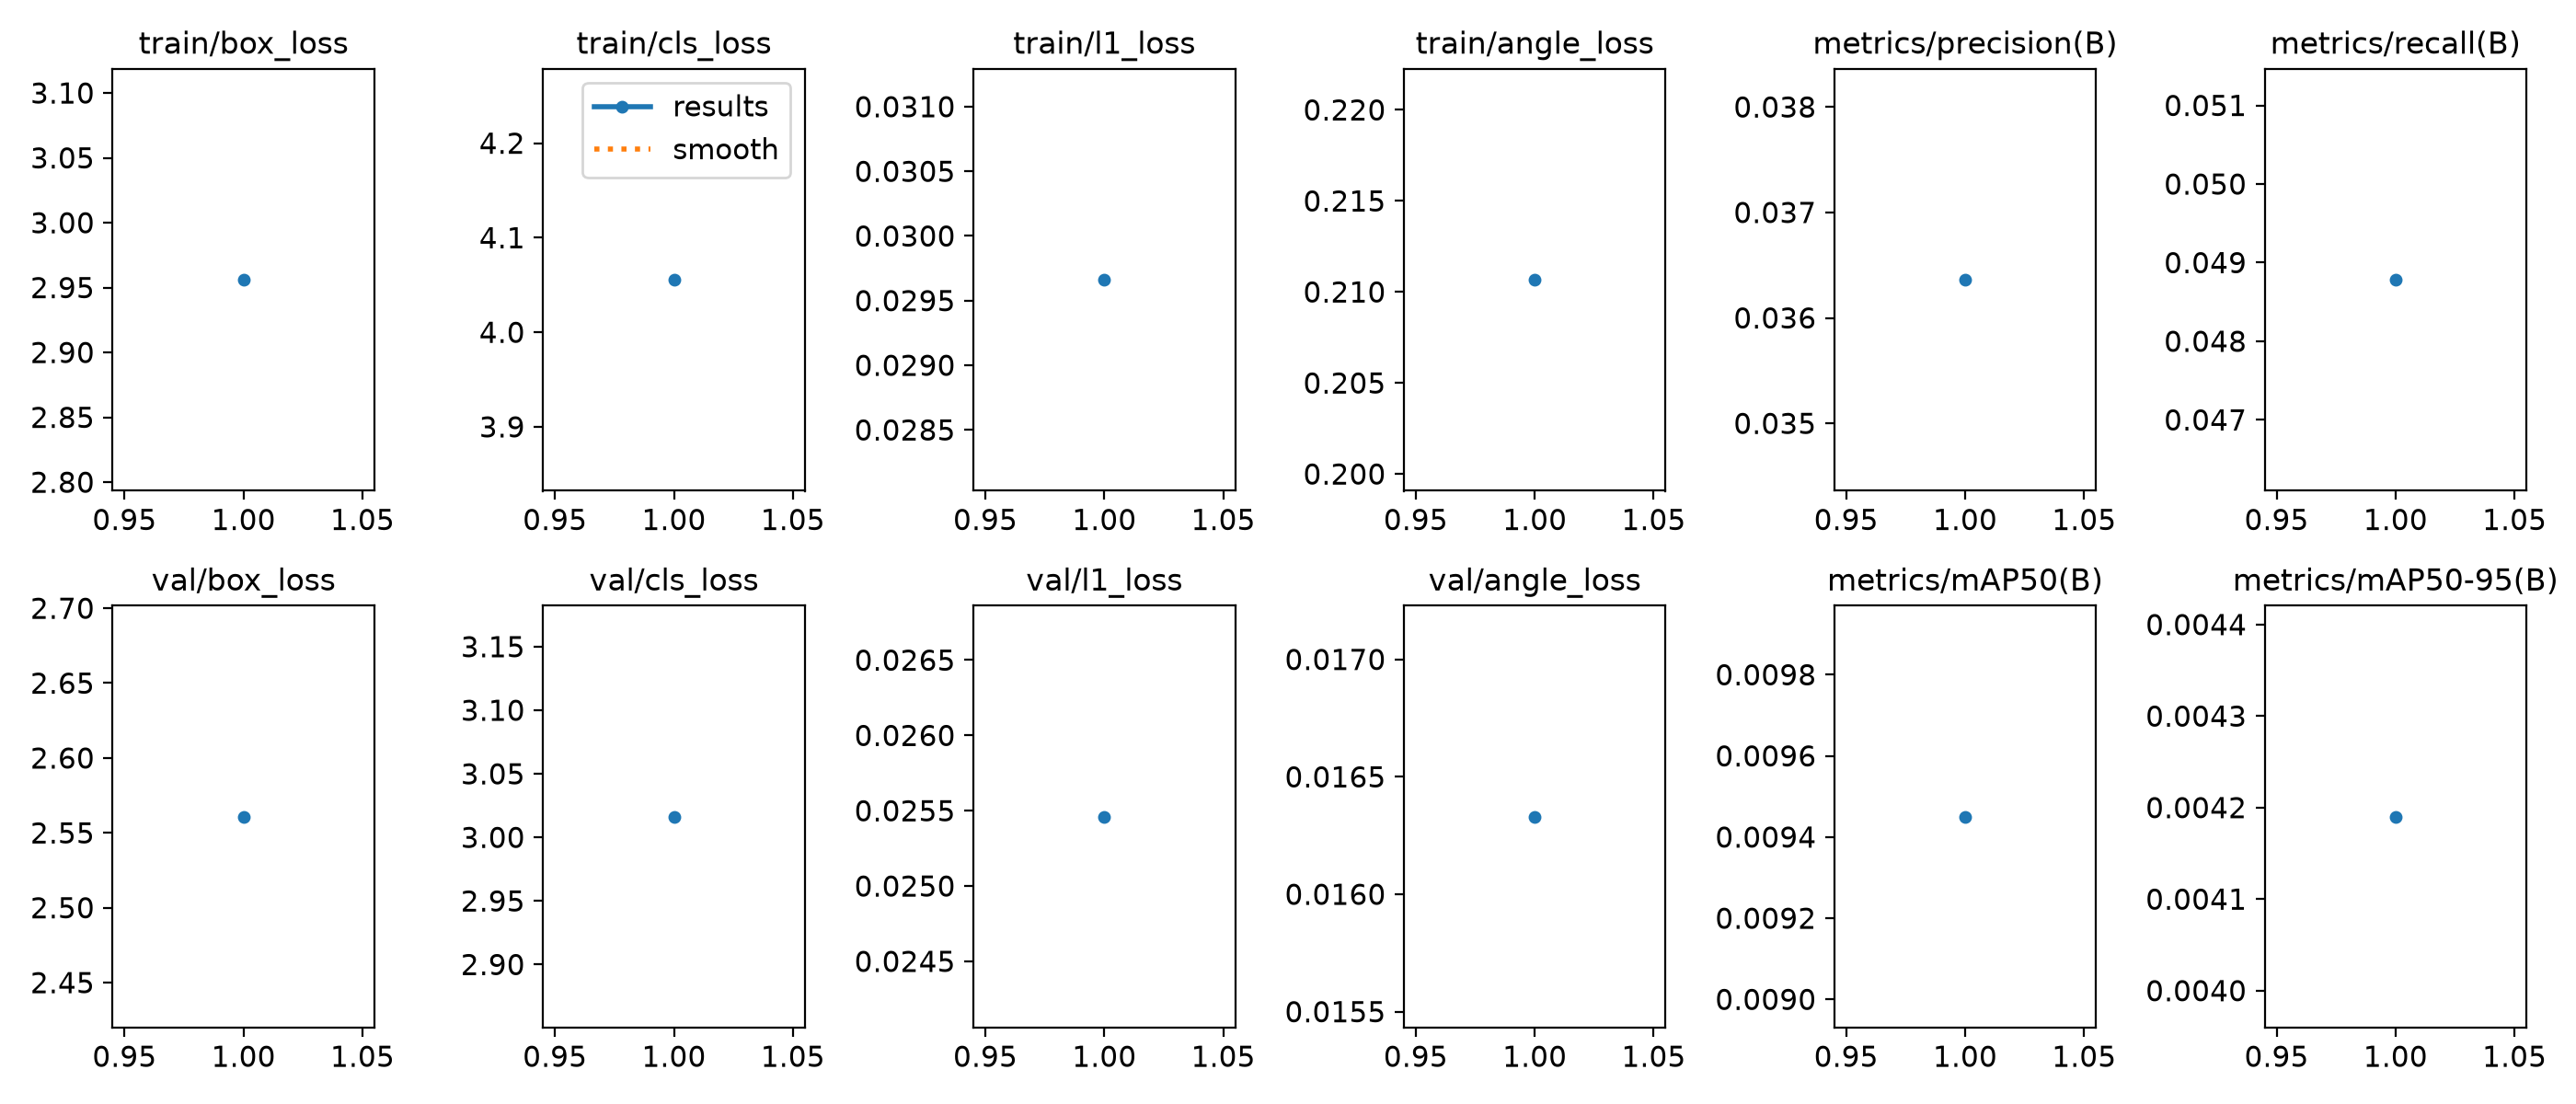 train/box_loss
3.10
3.05
3.00
2.95
2.90
2.85
2.80
0.95 1.00 1.05
train/cls_loss
results
smooth
4.2
4.1
4.0
3.9
0.95 1.00 1.05
train/l1_loss
0.0310
0.0305
0.0300
0.0295
0.0290
0.0285
0.95 1.00 1.05
train/angle_loss
0.220
0.215
0.210
0.205
0.200
0.95 1.00 1.05
metrics/precision(B)
0.038
0.037
0.036
0.035
0.95 1.00 1.05
metrics/recall(B)
0.051
0.050
0.049
0.048
0.047
0.95 1.00 1.05
val/box_loss
2.70
2.65
2.60
2.55
2.50
2.45
0.95 1.00 1.05
val/cls_loss
3.15
3.10
3.05
3.00
2.95
2.90
0.95 1.00 1.05
val/l1_loss
0.0265
0.0260
0.0255
0.0250
0.0245
0.95 1.00 1.05
val/angle_loss
0.0170
0.0165
0.0160
0.0155
0.95 1.00 1.05
metrics/mAP50(B)
0.0098
0.0096
0.0094
0.0092
0.0090
0.95 1.00 1.05
metrics/mAP50-95(B)
0.0044
0.0043
0.0042
0.0041
0.0040
0.95 1.00 1.05